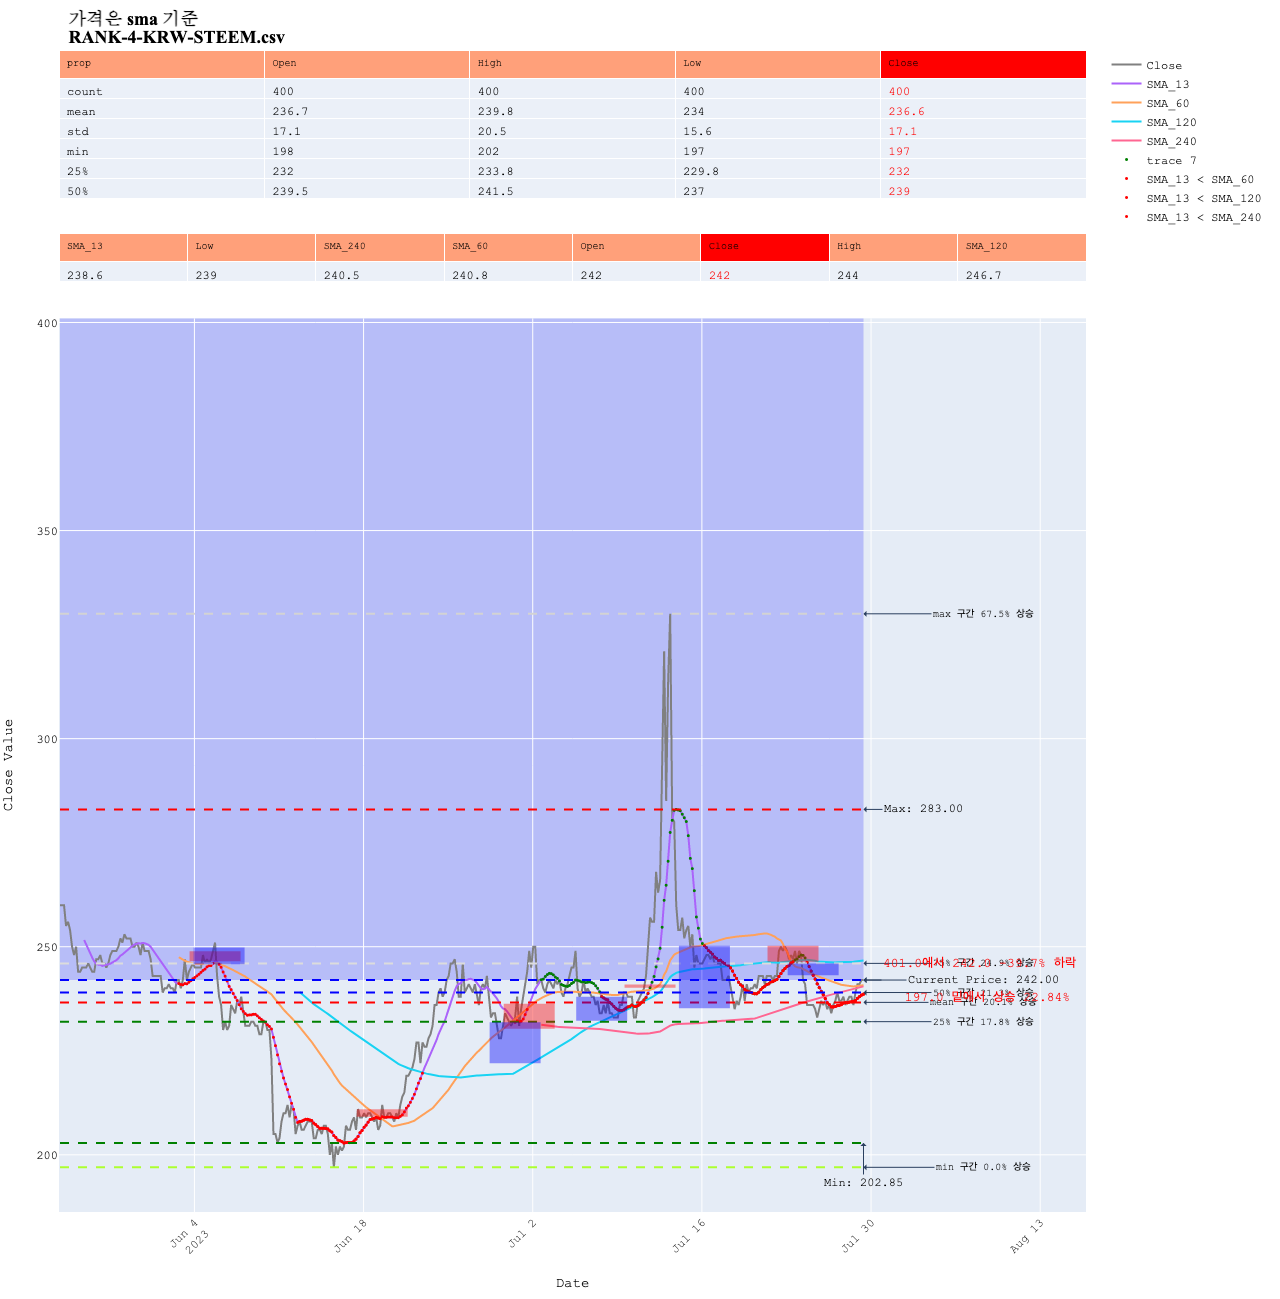 가격은 sma 기준
RANK-4-KRW-STEEM.csv
prop Open High Low Close
count 400 400 400 400
mean 236.7 239.8 234 236.6
std 17.1 20.5 15.6 17.1
min 198 202 197 197
25% 232 233.8 229.8 232
50% 239.5 241.5 237 239
Close
SMA_13
SMA_60
SMA_120
SMA_240
trace 7
SMA_13 < SMA_60
SMA_13 < SMA_120
SMA_13 < SMA_240
SMA_13 Low SMA_240 SMA_60 Open Close High SMA_120
238.6 239 240.5 240.8 242 242 244 246.7
400
350
300
250
200
Close Value
max 구간 67.5% 상승
Max: 283.00
Current Price: 242.00
25% 구간 17.8% 상승
min 구간 0.0% 상승
Min: 202.85
Jun 4
2023
Jun 18
Jul 2
Jul 16
Jul 30
Aug 13
Date